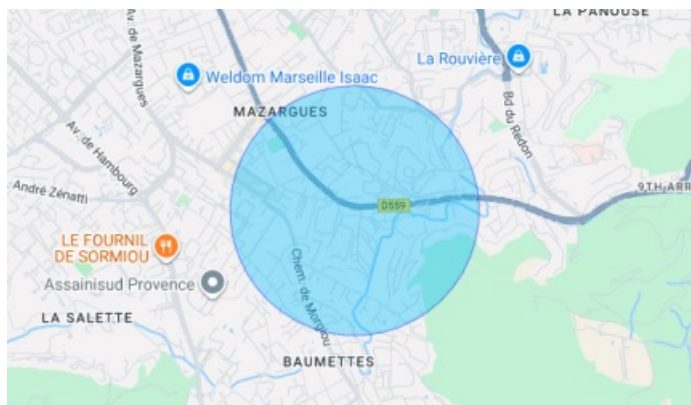 LA PANOUSE
Av. de Mazargues
La Rouvière
Weldom Marseille Isaac
MAZARGUES
Bd du Redon
Av. de Hambourg
André Zénatti
9TH ARR
D559
LE FOURNIL
DE SORMIOU
Chem. de Morgiou
Assainisud Provence
LA SALETTE
BAUMETTES